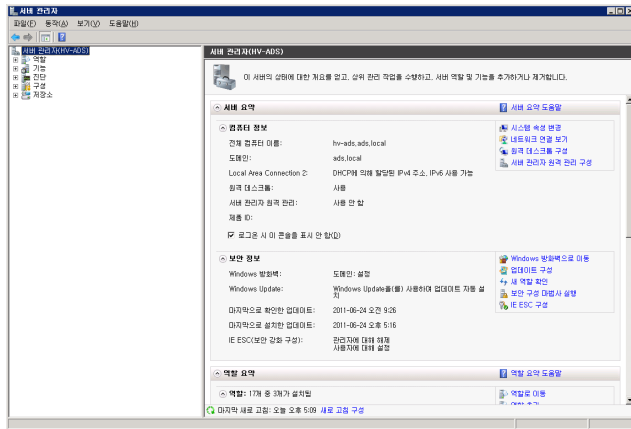 서버 관리자
파일(F) 동작(A) 보기(V) 도움말(H)
서버 관리자(HV-ADS)
역할
기능
진단
구성
저장소
서버 관리자(HV-ADS)
이 서버의 상태에 대한 개요를 얻고, 상위 관리 작업을 수행하고, 서버 역할 및 기능을 추가하거나 제거합니다.
서버 요약
서버 요약 도움말
컴퓨터 정보
전체 컴퓨터 이름: hv-ads.ads.local
도메인: ads.local
Local Area Connection 2: DHCP에 의해 할당된 IPv4 주소, IPv6 사용 가능
원격 데스크톱: 사용
서버 관리자 원격 관리: 사용 안 함
제품 ID:
로그온 시 이 콘솔을 표시 안 함(D)
시스템 속성 변경
네트워크 연결 보기
원격 데스크톱 구성
서버 관리자 원격 관리 구성
보안 정보
Windows 방화벽: 도메인: 설정
Windows Update: Windows Update을(를) 사용하여 업데이트 자동 설
치
마지막으로 확인한 업데이트: 2011-06-24 오전 9:26
마지막으로 설치한 업데이트: 2011-06-24 오후 5:16
IE ESC(보안 강화 구성): 관리자에 대해 해제
사용자에 대해 설정
Windows 방화벽으로 이동
업데이트 구성
새 역할 확인
보안 구성 마법사 실행
IE ESC 구성
역할 요약
역할 요약 도움말
역할: 17개 중 3개가 설치됨
역할로 이동
역할 추가
마지막 새로 고침: 오늘 오후 5:09 새로 고침 구성